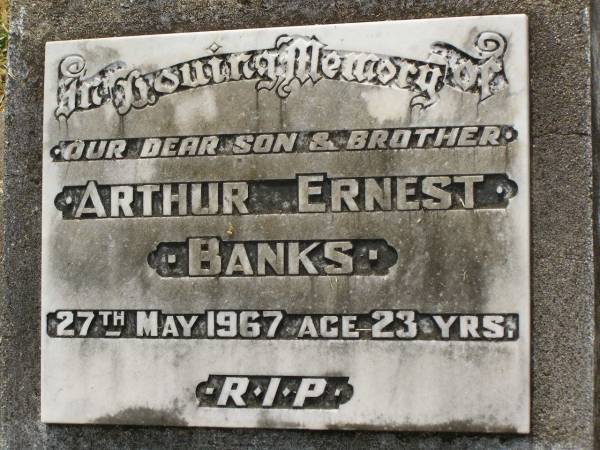 In Loving Memory of
OUR DEAR SON & BROTHER
ARTHUR ERNEST
BANKS
27TH MAY 1967 AGE 23 YRS.
R·I·P·